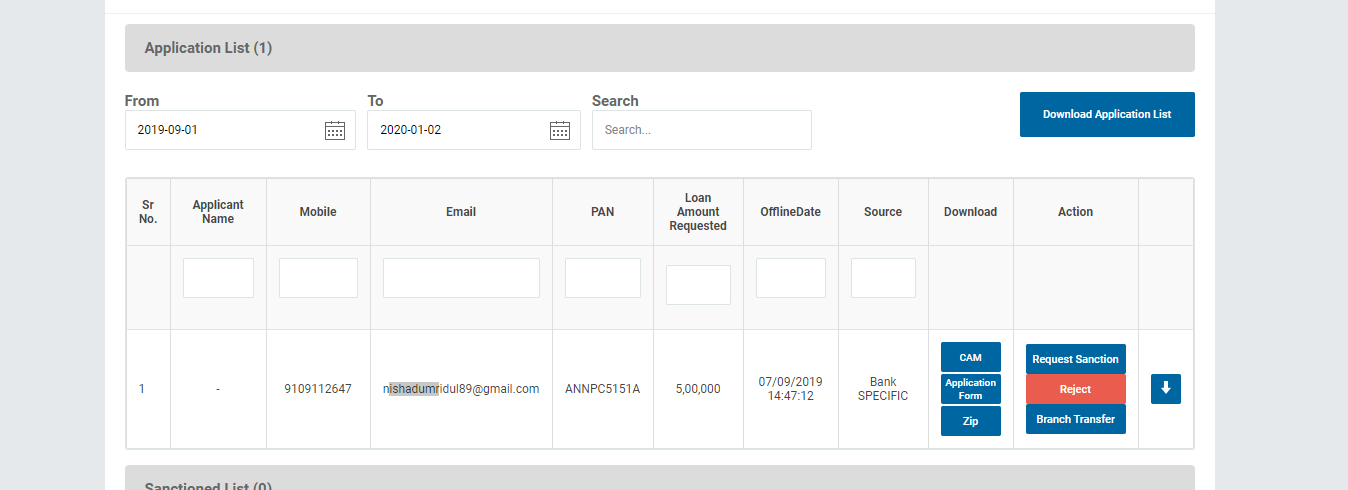 Application List (1)
From
To
Search
2019-09-01
2020-01-02
Search...
Download Application List
Sr
No.
Applicant
Name
Mobile
Email
PAN
Loan
Amount
Requested
OfflineDate
Source
Download
Action
1
-
9109112647
nishadumridul89@gmail.com
ANNPC5151A
5,00,000
07/09/2019
14:47:12
Bank
SPECIFIC
CAM
Application
Form
Zip
Request Sanction
Reject
Branch Transfer
Sanctioned List (0)